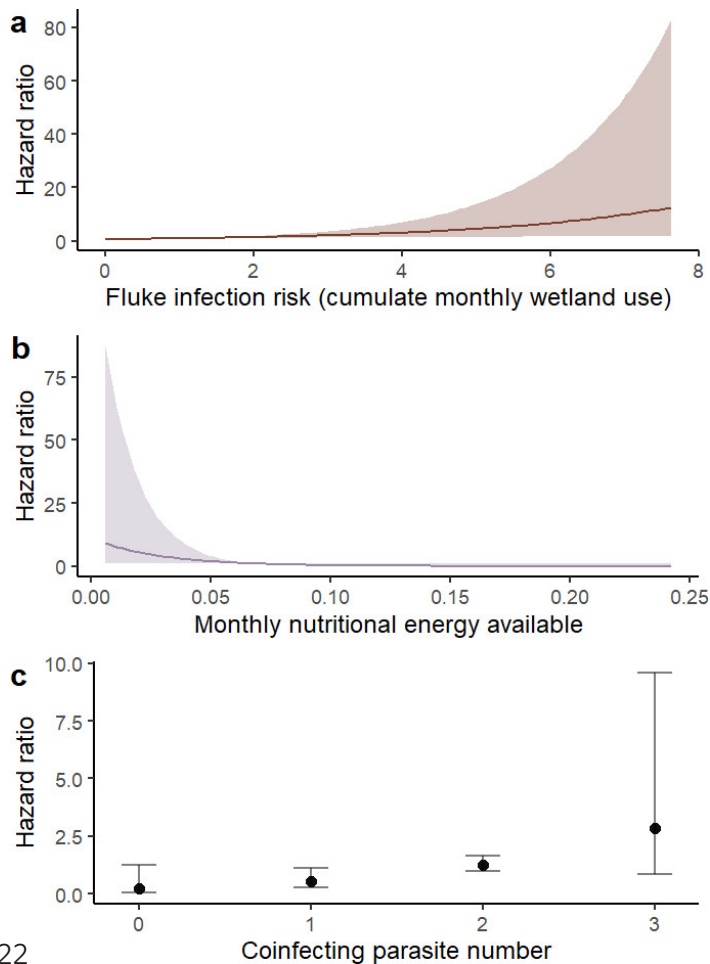 a
80
60
40
20
0
Hazard ratio
0 2 4 6 8
Fluke infection risk (cumulate monthly wetland use)
b
75
50
25
0
Hazard ratio
0.00 0.05 0.10 0.15 0.20 0.25
Monthly nutritional energy available
c
10.0
7.5
5.0
2.5
0.0
Hazard ratio
0 1 2 3
Coinfecting parasite number
22